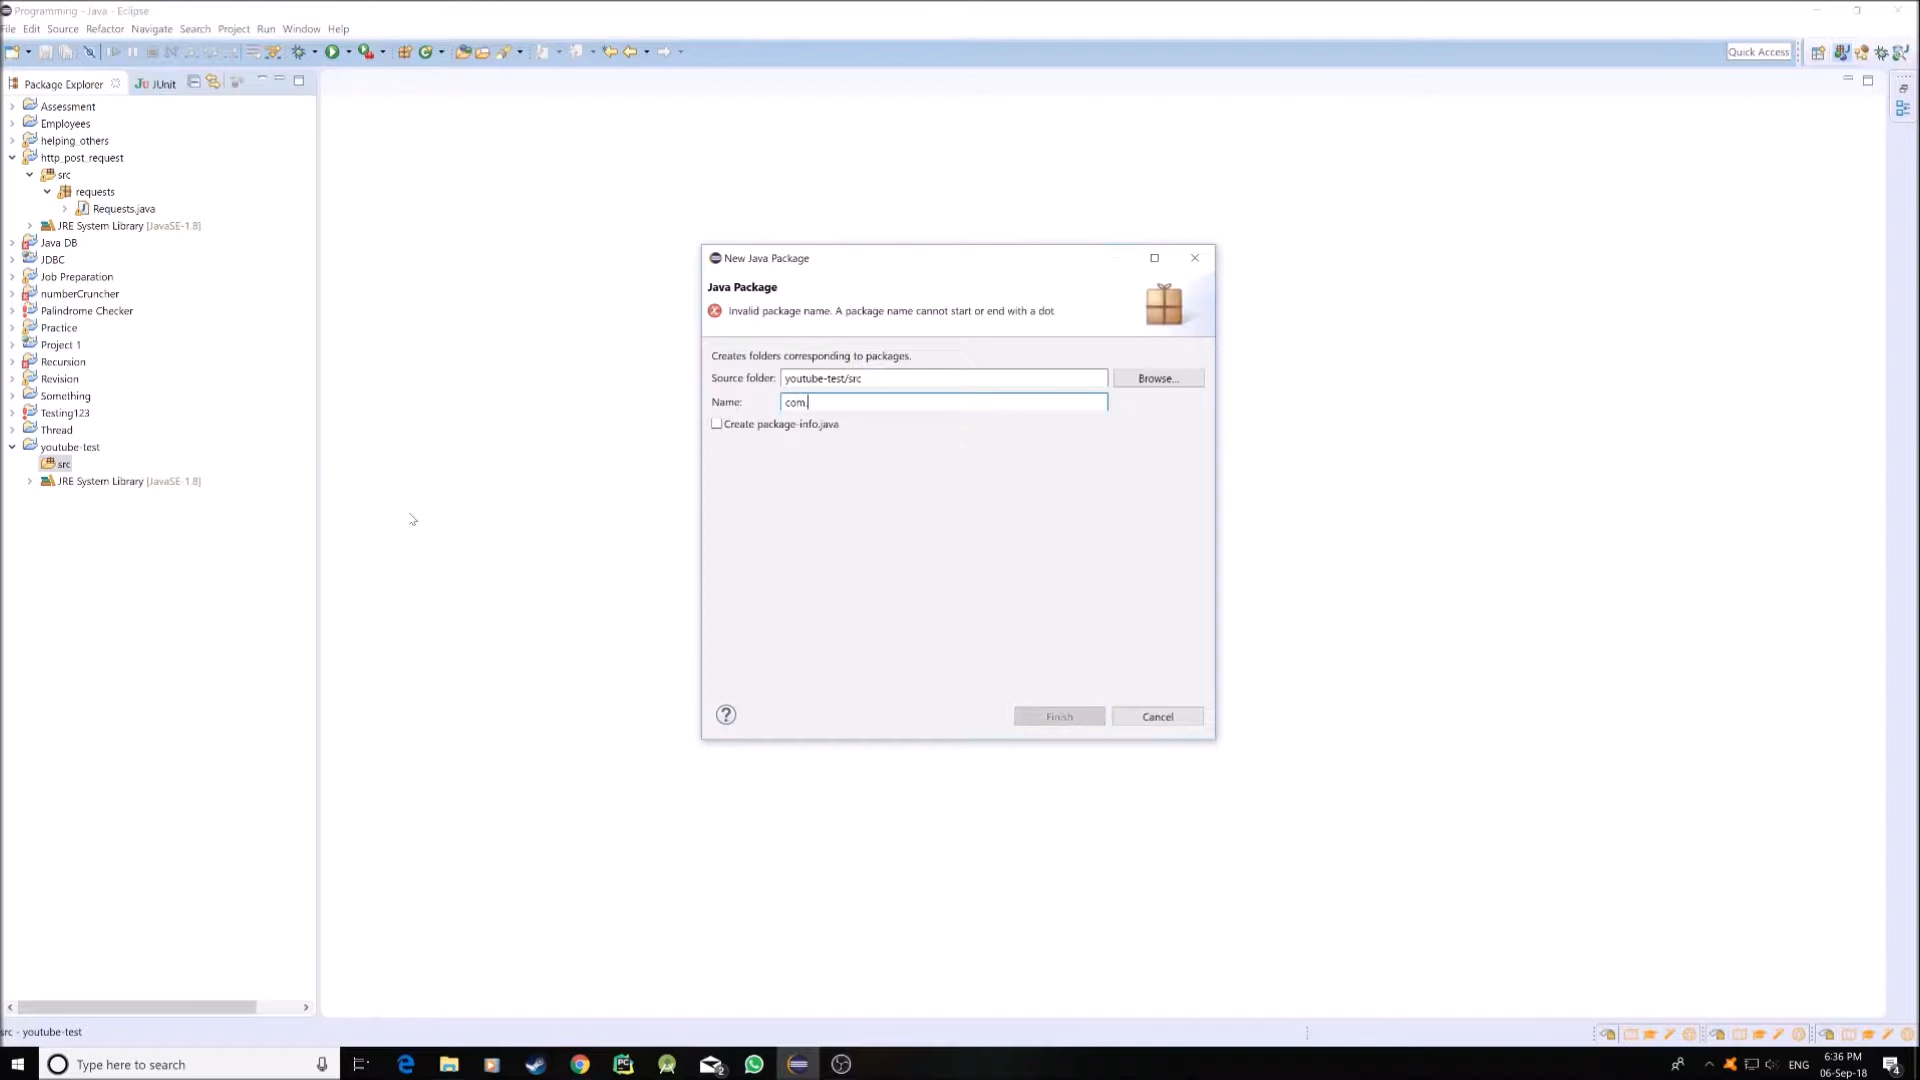 Programming - Java - Eclipse
File Edit Source Refactor Navigate Search Project Run Window Help
Quick Access
Package Explorer
JUnit
Assessment
Employees
helping_others
http_post_request
src
requests
Requests.java
JRE System Library [JavaSE-1.8]
Java DB
JDBC
Job Preparation
numberCruncher
Palindrome Checker
Practice
Project 1
Recursion
Revision
Something
Testing123
Thread
youtube-test
src
JRE System Library [JavaSE-1.8]
New Java Package
Java Package
Invalid package name. A package name cannot start or end with a dot
Creates folders corresponding to packages.
Source folder: youtube-test/src Browse...
Name: com.
Create package-info.java
Finish Cancel
src - youtube-test
Type here to search
ENG
6:36 PM
06-Sep-18